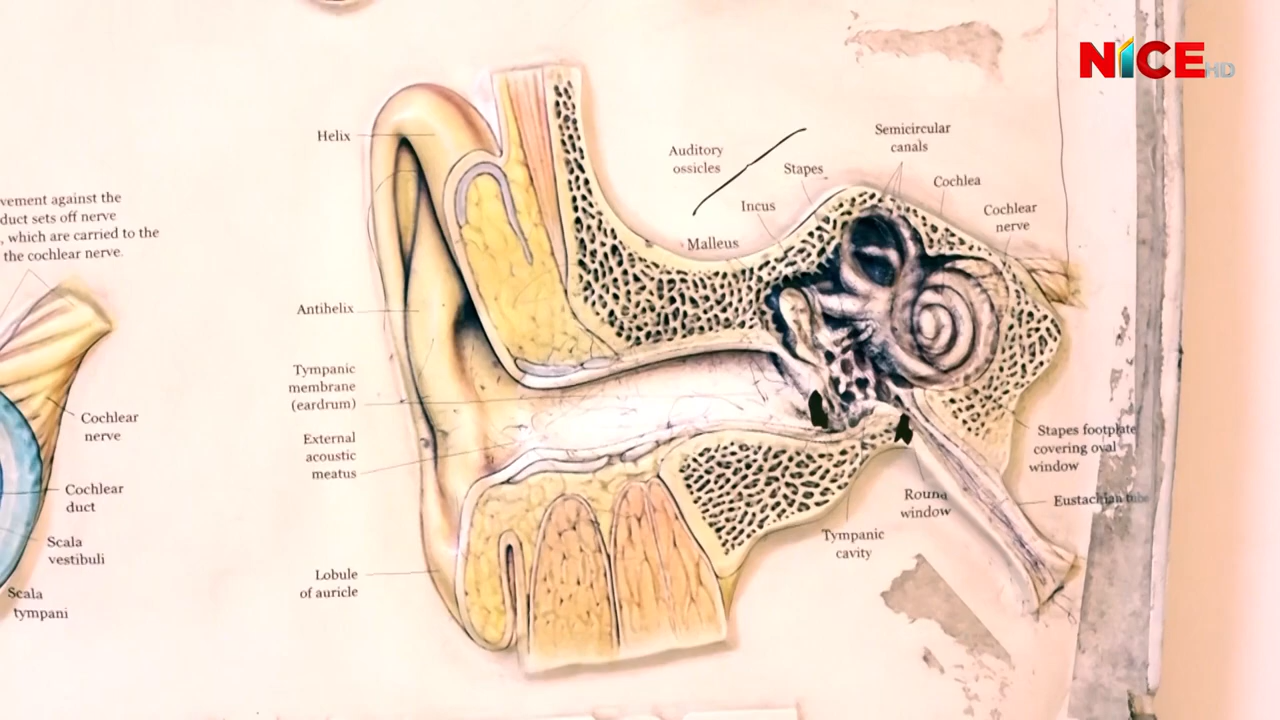 NICE HD
vement against the
duct sets off nerve
, which are carried to the
the cochlear nerve.
Cochlear
nerve
Cochlear
duct
Scala
vestibuli
Scala
tympani
Helix
Antihelix
Tympanic
membrane
(eardrum)
External
acoustic
meatus
Lobule
of auricle
Auditory
ossicles
Malleus
Incus
Stapes
Semicircular
canals
Cochlea
Cochlear
nerve
Stapes footplate
covering oval
window
Eustachian tube
Round
window
Tympanic
cavity